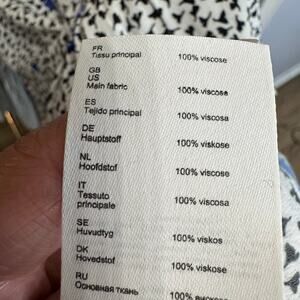 FR
Tissu principal 100% viscose
GB
US
Main fabric 100% viscose
ES
Tejido principal 100% viscosa
DE
Hauptstoff 100% viskose
NL
Hoofdstof 100% viscose
IT
Tessuto
principale 100% viscosa
SE
Huvudtyg 100% viskos
DK
Hovedstof 100% viskose
RU
Основная ткань 100% вискоза